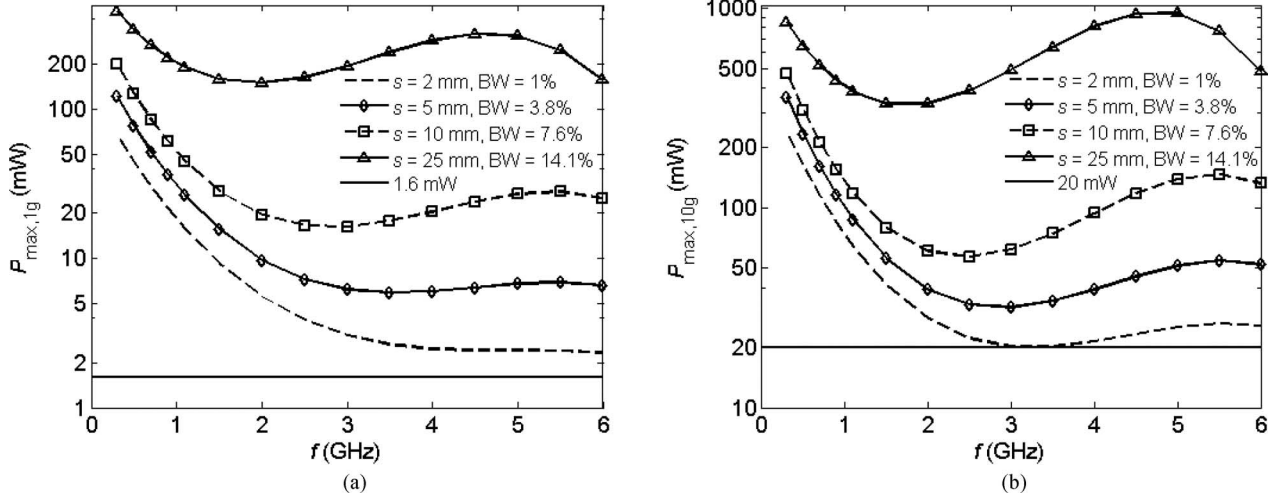 200
100
50
20
10
5
2
1
P max,1g (mW)
s = 2 mm, BW = 1%
s = 5 mm, BW = 3.8%
s = 10 mm, BW = 7.6%
s = 25 mm, BW = 14.1%
1.6 mW
0 1 2 3 4 5 6
f (GHz)
(a)
1000
500
200
100
50
20
10
P max,10g (mW)
s = 2 mm, BW = 1%
s = 5 mm, BW = 3.8%
s = 10 mm, BW = 7.6%
s = 25 mm, BW = 14.1%
20 mW
0 1 2 3 4 5 6
f (GHz)
(b)